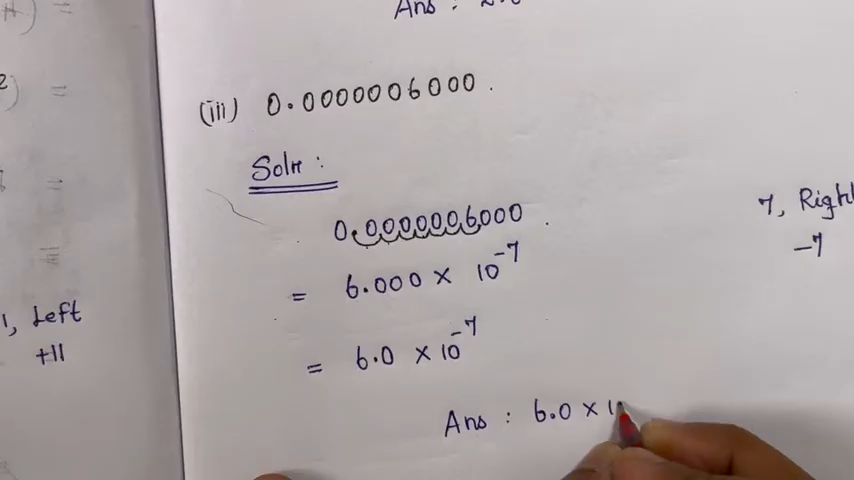 Ans :
(iii) 0.0000006000 .
Soln :
0.0000006000 .
7, Right
-7
= 6.000 × 10⁻⁷
1, Left
+11
= 6.0 × 10⁻⁷
Ans : 6.0 × 1